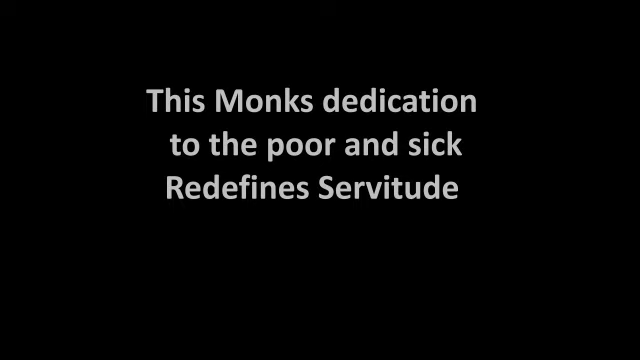 This Monks dedication
to the poor and sick
Redefines Servitude